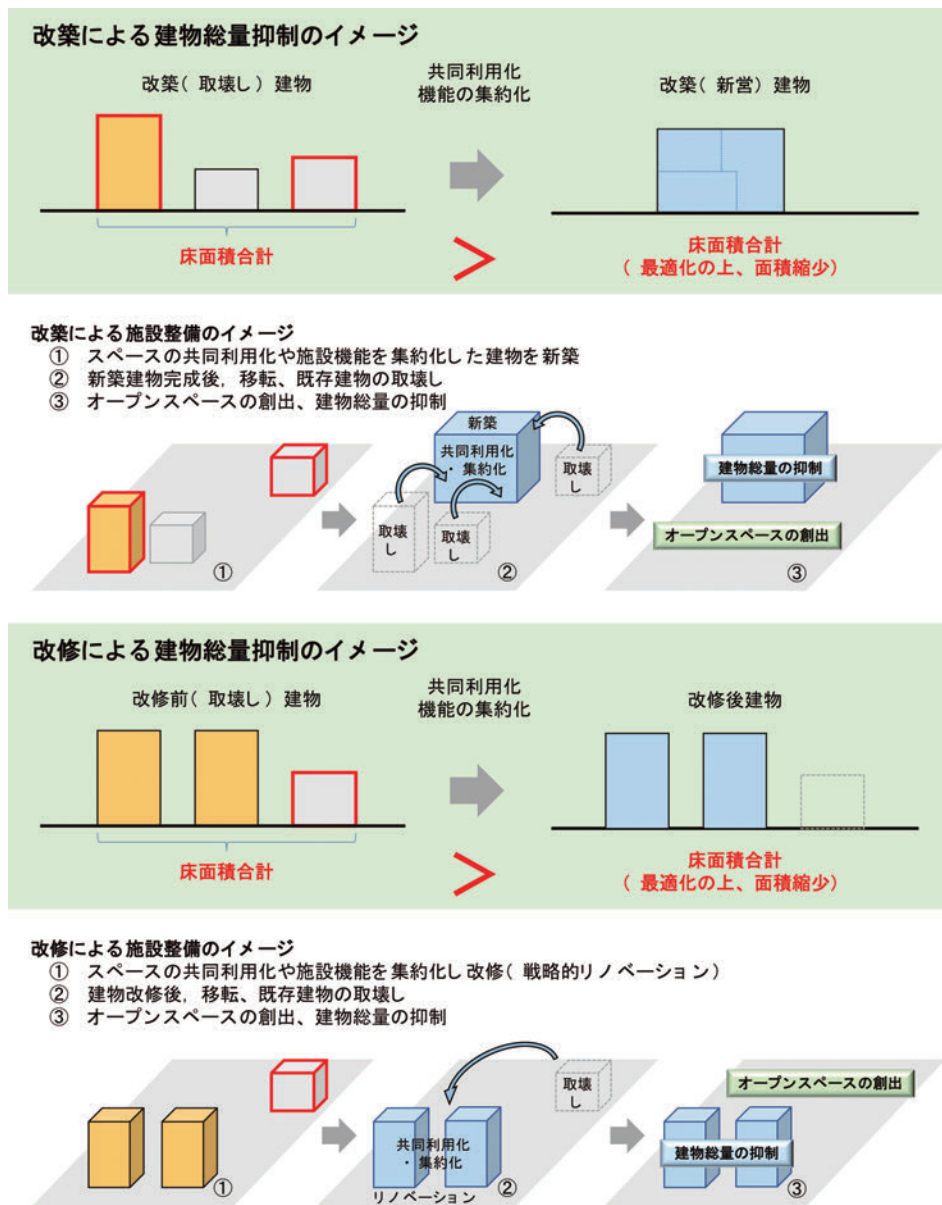 改築による建物総量抑制のイメージ
改築(取壊し)建物
共同利用化
機能の集約化
改築(新営)建物
床面積合計
>
床面積合計
(最適化の上、面積縮少)
改築による施設整備のイメージ
① スペースの共同利用化や施設機能を集約化した建物を新築
② 新築建物完成後，移転、既存建物の取壊し
③ オープンスペースの創出、建物総量の抑制
①
新築
共同利用化
・集約化
取壊
し
取壊
し
取壊
し
②
建物総量の抑制
オープンスペースの創出
③
改修による建物総量抑制のイメージ
改修前(取壊し)建物
共同利用化
機能の集約化
改修後建物
床面積合計
>
床面積合計
(最適化の上、面積縮少)
改修による施設整備のイメージ
① スペースの共同利用化や施設機能を集約化し改修(戦略的リノベーション)
② 建物改修後，移転、既存建物の取壊し
③ オープンスペースの創出、建物総量の抑制
①
取壊
し
共同利用化
・集約化
リノベーション
②
オープンスペースの創出
建物総量の抑制
③